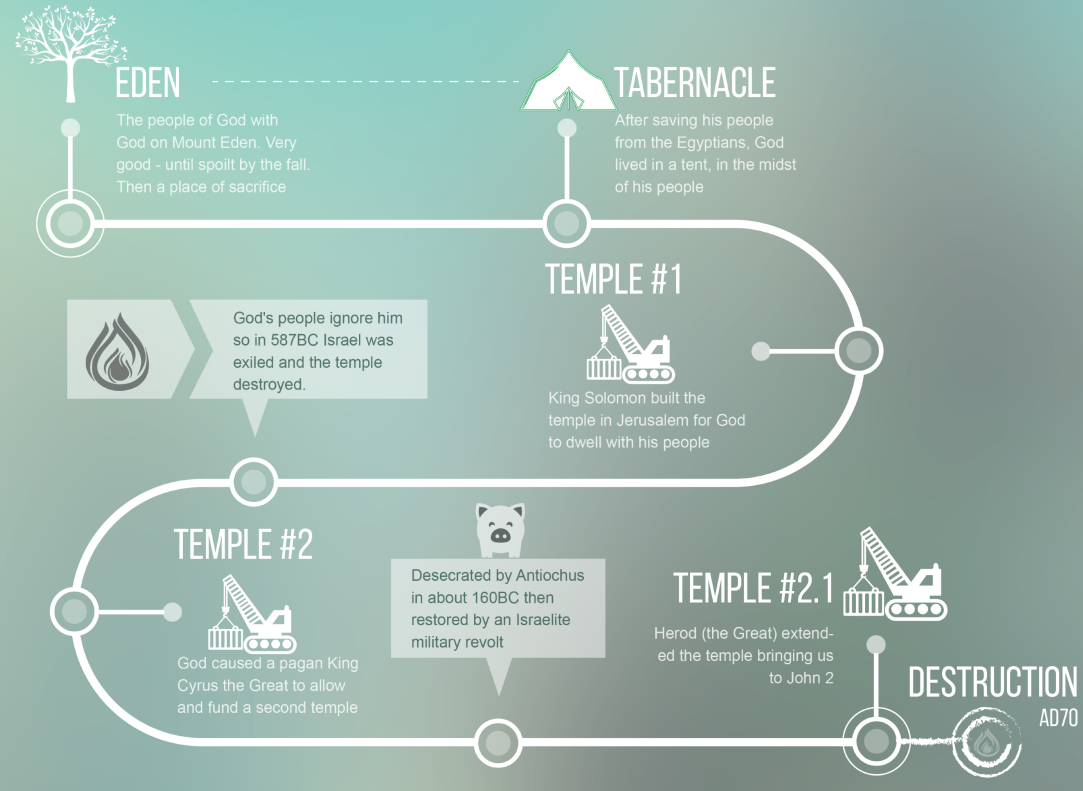 EDEN
The people of God with
God on Mount Eden. Very
good - until spoilt by the fall.
Then a place of sacrifice
TABERNACLE
After saving his people
from the Egyptians, God
lived in a tent, in the midst
of his people
TEMPLE #1
King Solomon built the
temple in Jerusalem for God
to dwell with his people
God's people ignore him
so in 587BC Israel was
exiled and the temple
destroyed.
TEMPLE #2
God caused a pagan King
Cyrus the Great to allow
and fund a second temple
Desecrated by Antiochus
in about 160BC then
restored by an Israelite
military revolt
TEMPLE #2.1
Herod (the Great) extend-
ed the temple bringing us
to John 2
DESTRUCTION
AD70